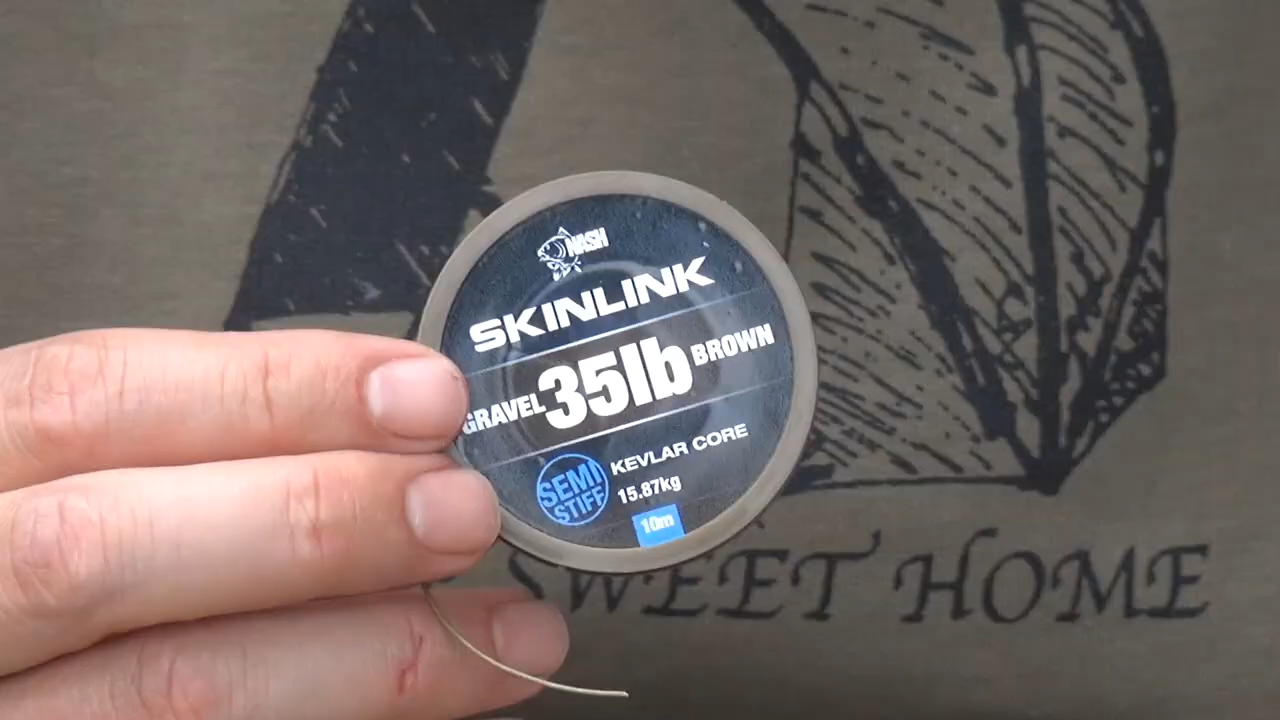 NASH
SKINLINK
GRAVEL 35lb BROWN
KEVLAR CORE
SEMI STIFF
15.87kg
10m
SWEET HOME